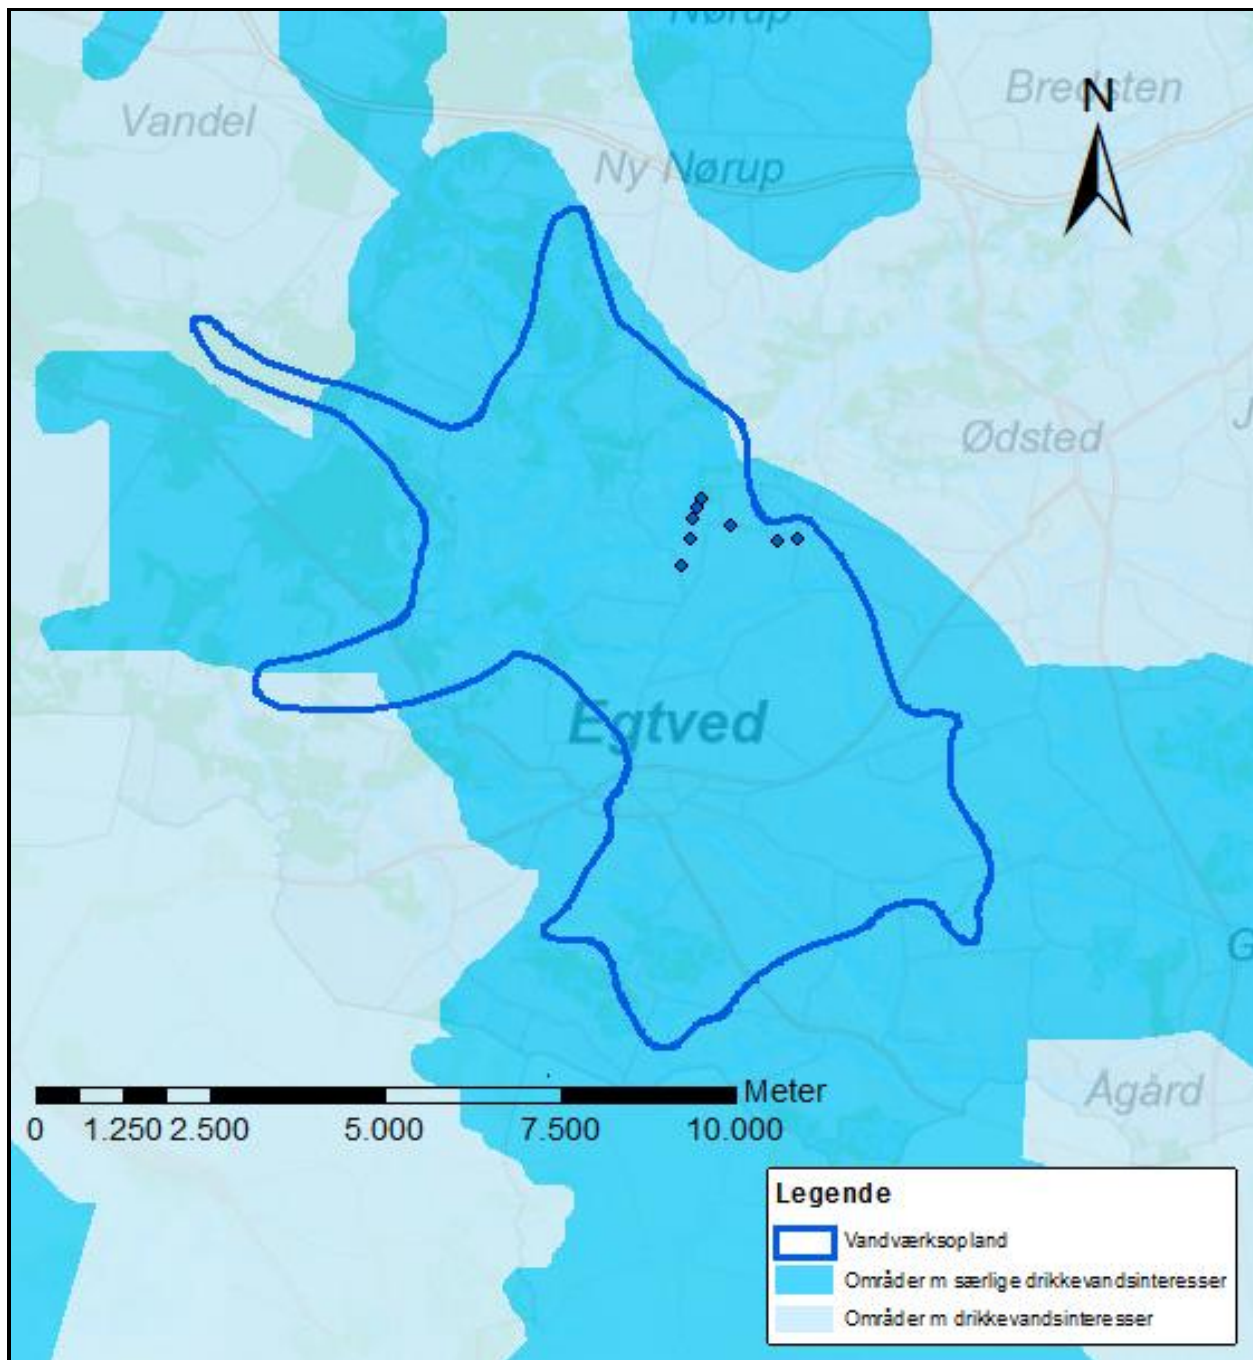 Nørup
Bredsten
Vandel
N
Ny Nørup
Ødsted
Egtved
Meter
0 1.250 2.500 5.000 7.500 10.000
Ågård
Legende
Vandværksopland
Områder m særlige drikkevandsinteresser
Områder m drikkevandsinteresser